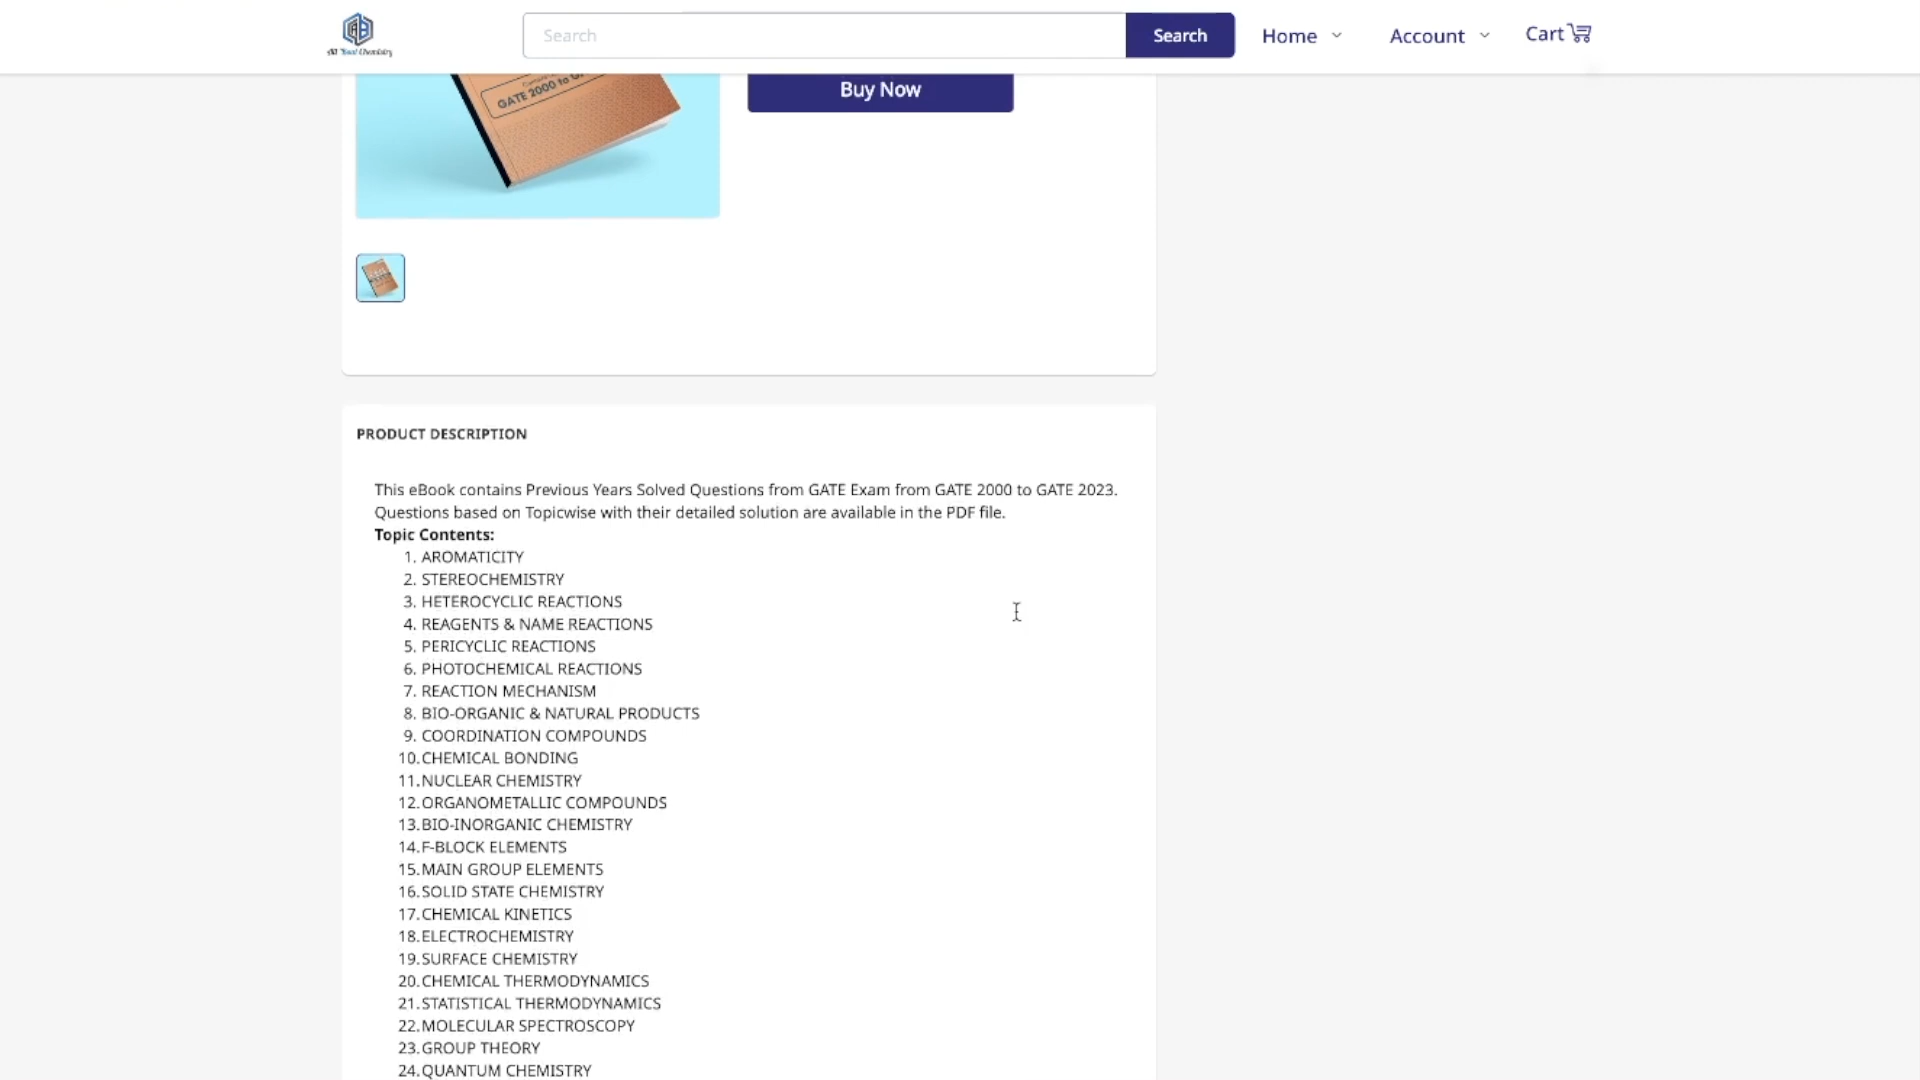 All 'Bout Chemistry
Search
Search
Home
Account
Cart
GATE 2000 to
Buy Now
PRODUCT DESCRIPTION
This eBook contains Previous Years Solved Questions from GATE Exam from GATE 2000 to GATE 2023.
Questions based on Topicwise with their detailed solution are available in the PDF file.
Topic Contents:
1. AROMATICITY
2. STEREOCHEMISTRY
3. HETEROCYCLIC REACTIONS
4. REAGENTS & NAME REACTIONS
5. PERICYCLIC REACTIONS
6. PHOTOCHEMICAL REACTIONS
7. REACTION MECHANISM
8. BIO-ORGANIC & NATURAL PRODUCTS
9. COORDINATION COMPOUNDS
10. CHEMICAL BONDING
11. NUCLEAR CHEMISTRY
12. ORGANOMETALLIC COMPOUNDS
13. BIO-INORGANIC CHEMISTRY
14. F-BLOCK ELEMENTS
15. MAIN GROUP ELEMENTS
16. SOLID STATE CHEMISTRY
17. CHEMICAL KINETICS
18. ELECTROCHEMISTRY
19. SURFACE CHEMISTRY
20. CHEMICAL THERMODYNAMICS
21. STATISTICAL THERMODYNAMICS
22. MOLECULAR SPECTROSCOPY
23. GROUP THEORY
24. QUANTUM CHEMISTRY